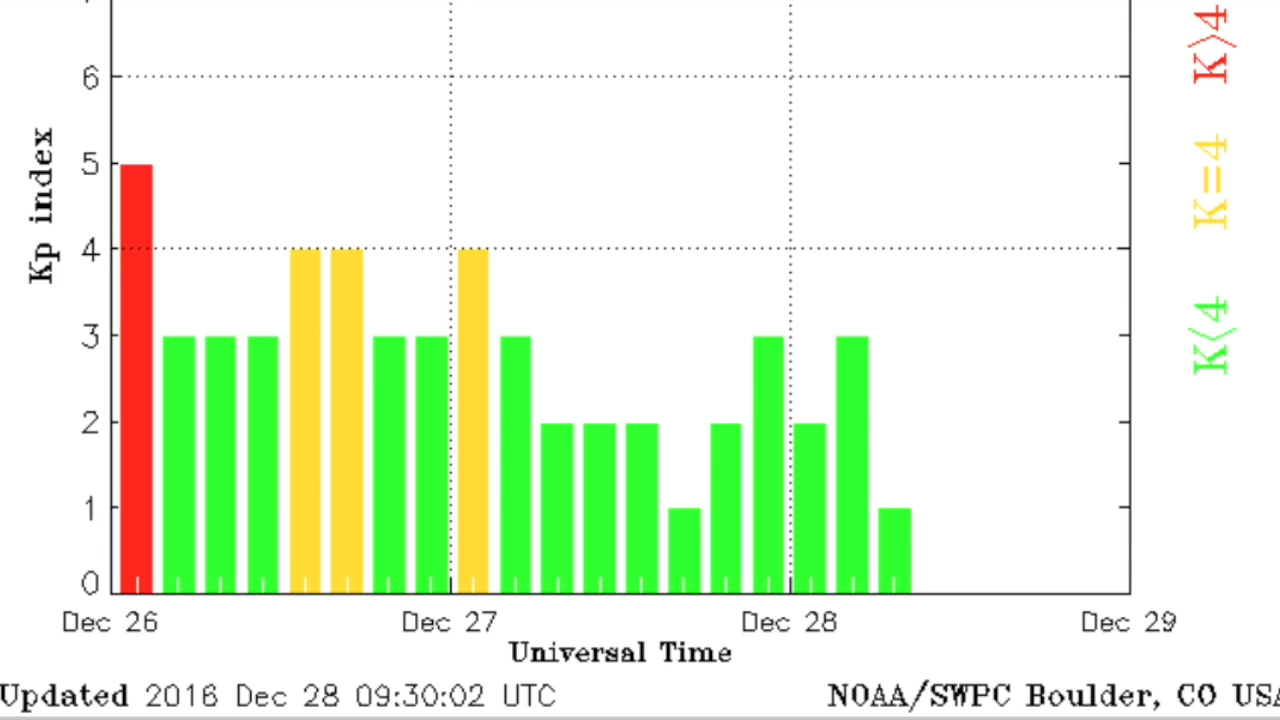 Kp index
6
5
4
3
2
1
0
Dec 26 Dec 27 Dec 28 Dec 29
Universal Time
Updated 2016 Dec 28 09:30:02 UTC
NOAA/SWPC Boulder, CO USA
K>4
K=4
K<4